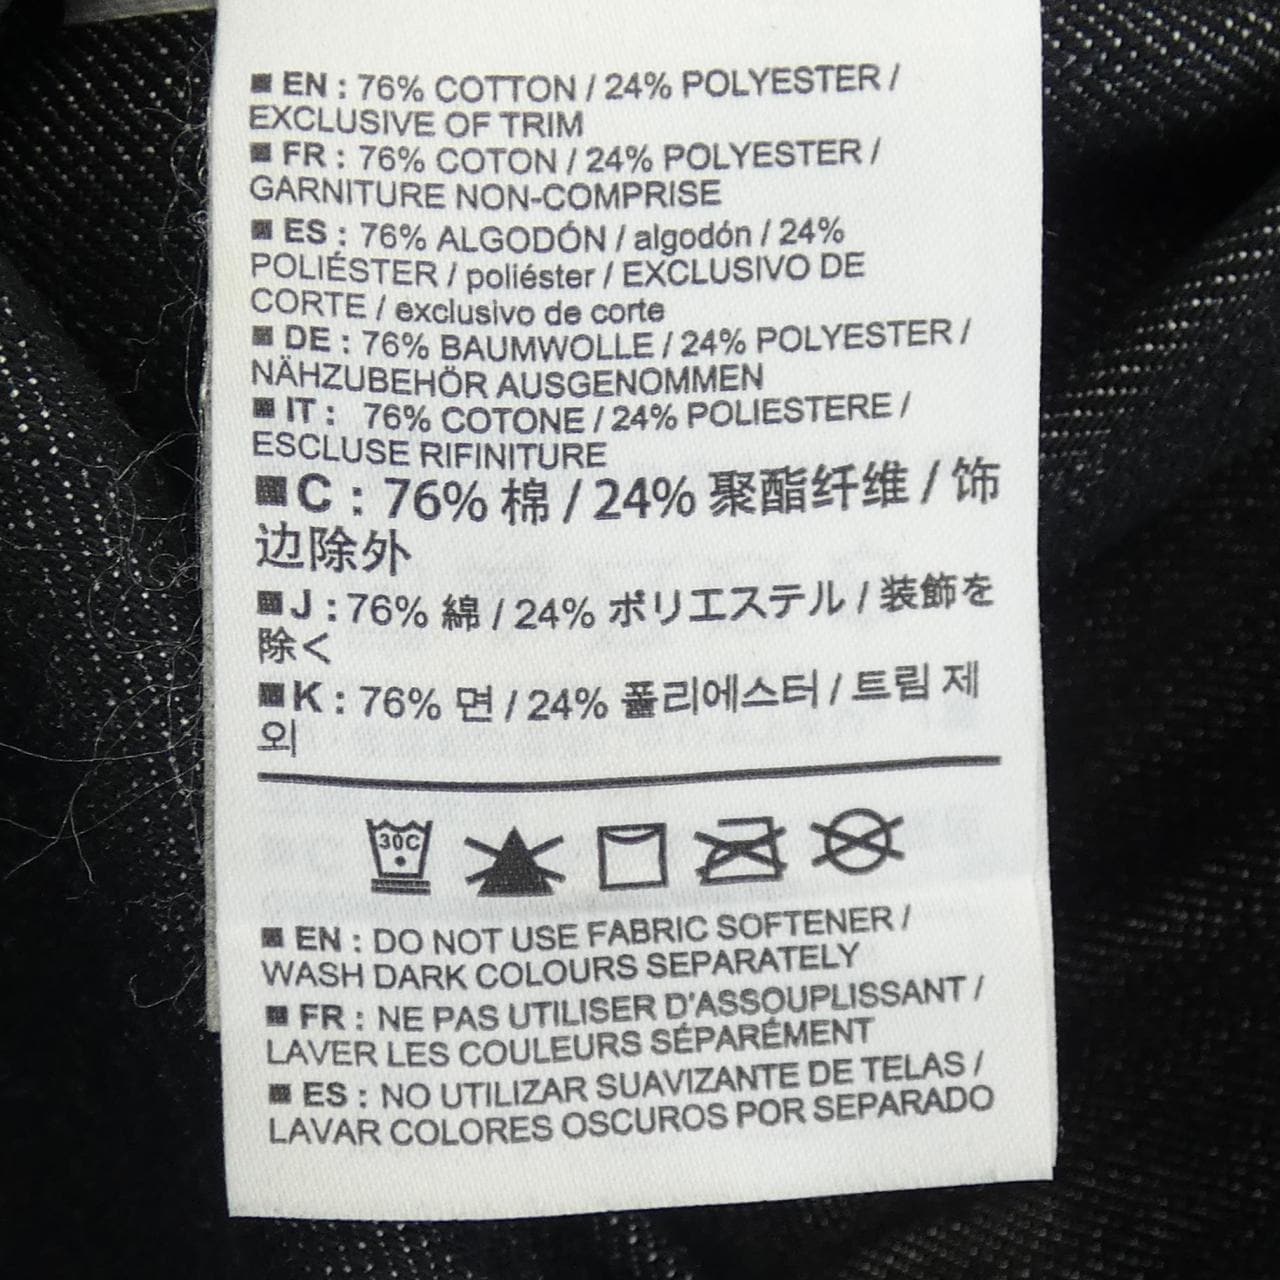 ■ EN : 76% COTTON / 24% POLYESTER /
EXCLUSIVE OF TRIM
■ FR : 76% COTON / 24% POLYESTER /
GARNITURE NON-COMPRISE
■ ES : 76% ALGODÓN / algodón / 24%
POLIÉSTER / poliéster / EXCLUSIVO DE
CORTE / exclusivo de corte
■ DE : 76% BAUMWOLLE / 24% POLYESTER /
NÄHZUBEHÖR AUSGENOMMEN
■ IT : 76% COTONE / 24% POLIESTERE /
ESCLUSE RIFINITURE
■ C : 76% 棉 / 24% 聚酯纤维 / 饰
边除外
■ J : 76% 綿 / 24% ポリエステル / 装飾を
除く
■ K : 76% 면 / 24% 폴리에스터 / 트림 제
외
30C
■ EN : DO NOT USE FABRIC SOFTENER /
WASH DARK COLOURS SEPARATELY
■ FR : NE PAS UTILISER D'ASSOUPLISSANT /
LAVER LES COULEURS SÉPARÉMENT
■ ES : NO UTILIZAR SUAVIZANTE DE TELAS /
LAVAR COLORES OSCUROS POR SEPARADO